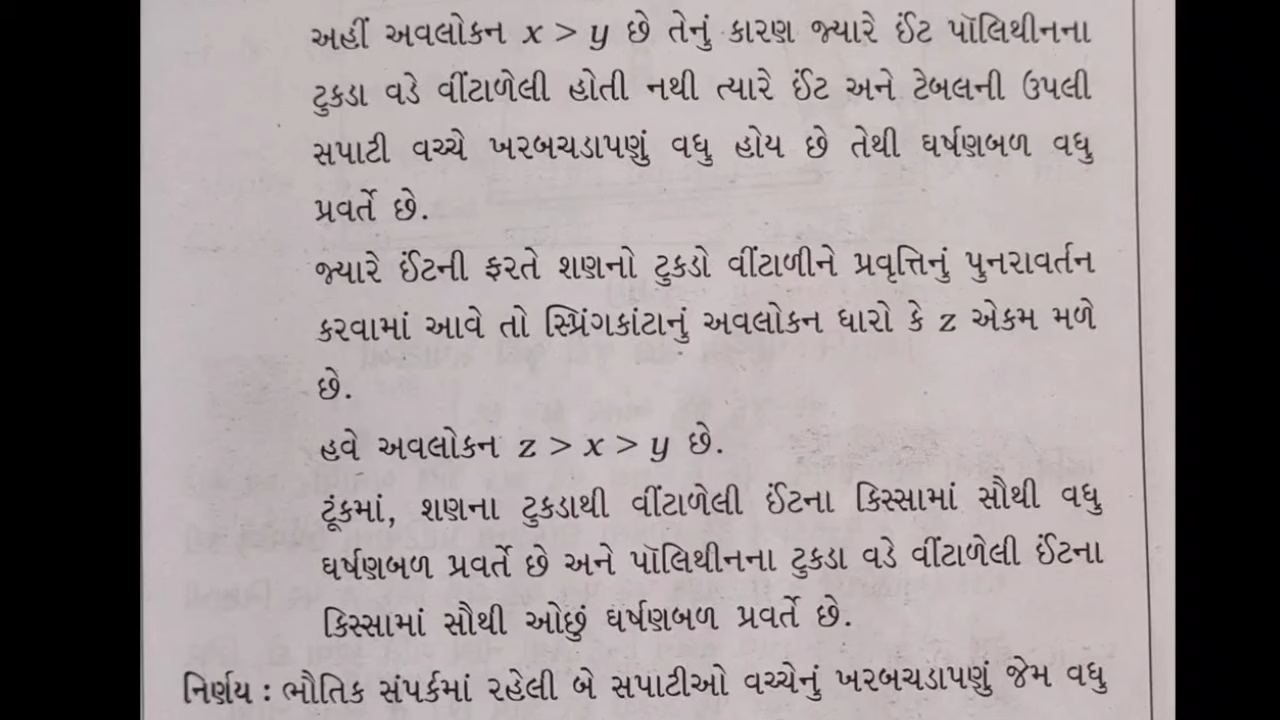 અહીં અવલોકન x > y છે તેનું કારણ જ્યારે ઈંટ પૉલિથીનના
ટુકડા વડે વીંટાળેલી હોતી નથી ત્યારે ઈંટ અને ટેબલની ઉપલી
સપાટી વચ્ચે ખરબચડાપણું વધુ હોય છે તેથી ઘર્ષણબળ વધુ
પ્રવર્તે છે.
જ્યારે ઈંટની ફરતે શણનો ટુકડો વીંટાળીને પ્રવૃત્તિનું પુનરાવર્તન
કરવામાં આવે તો સ્પ્રિંગકાંટાનું અવલોકન ધારો કે z એકમ મળે
છે.
હવે અવલોકન z > x > y છે.
ટૂંકમાં, શણના ટુકડાથી વીંટાળેલી ઈંટના કિસ્સામાં સૌથી વધુ
ઘર્ષણબળ પ્રવર્તે છે અને પૉલિથીનના ટુકડા વડે વીંટાળેલી ઈંટના
કિસ્સામાં સૌથી ઓછું ઘર્ષણબળ પ્રવર્તે છે.
નિર્ણય : ભૌતિક સંપર્કમાં રહેલી બે સપાટીઓ વચ્ચેનું ખરબચડાપણું જેમ વધુ